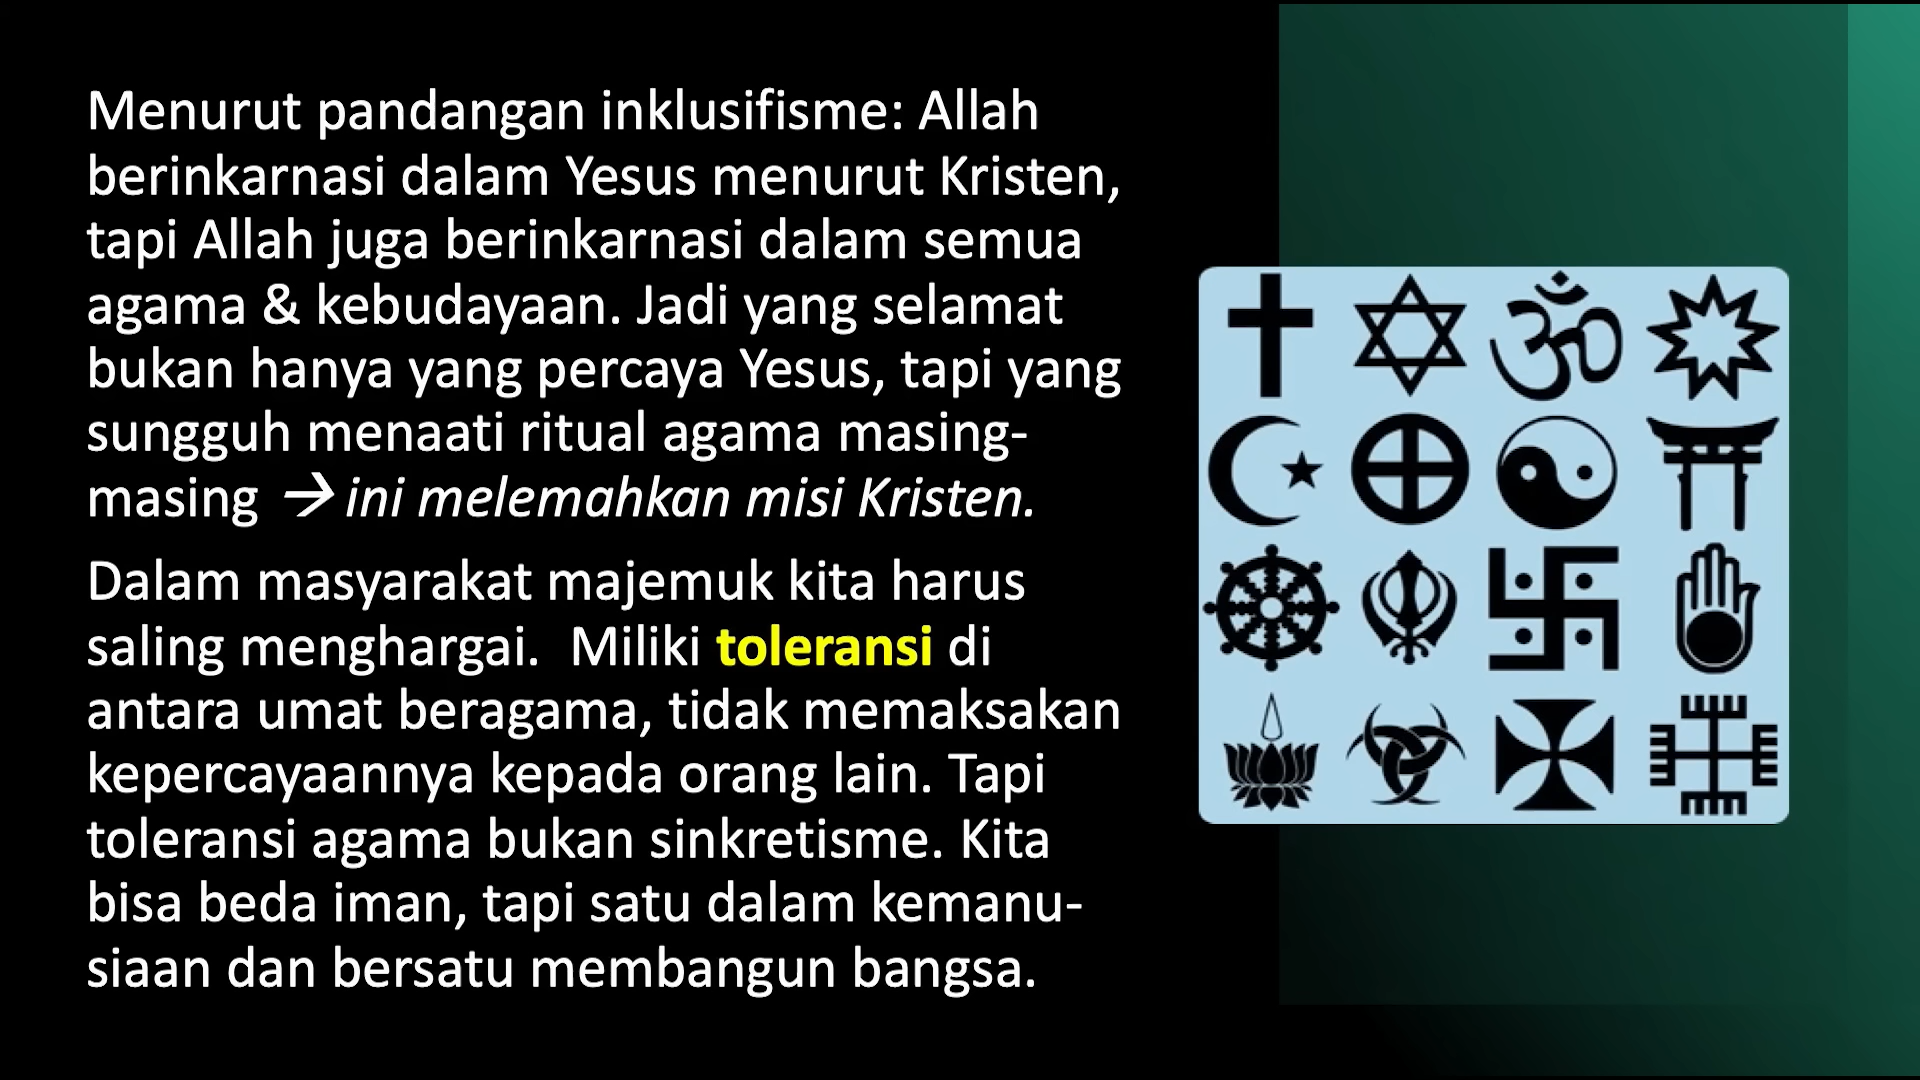 Menurut pandangan inklusifisme: Allah
berinkarnasi dalam Yesus menurut Kristen,
tapi Allah juga berinkarnasi dalam semua
agama & kebudayaan. Jadi yang selamat
bukan hanya yang percaya Yesus, tapi yang
sungguh menaati ritual agama masing-
masing → ini melemahkan misi Kristen.
Dalam masyarakat majemuk kita harus
saling menghargai.  Miliki toleransi di
antara umat beragama, tidak memaksakan
kepercayaannya kepada orang lain. Tapi
toleransi agama bukan sinkretisme. Kita
bisa beda iman, tapi satu dalam kemanu-
siaan dan bersatu membangun bangsa.